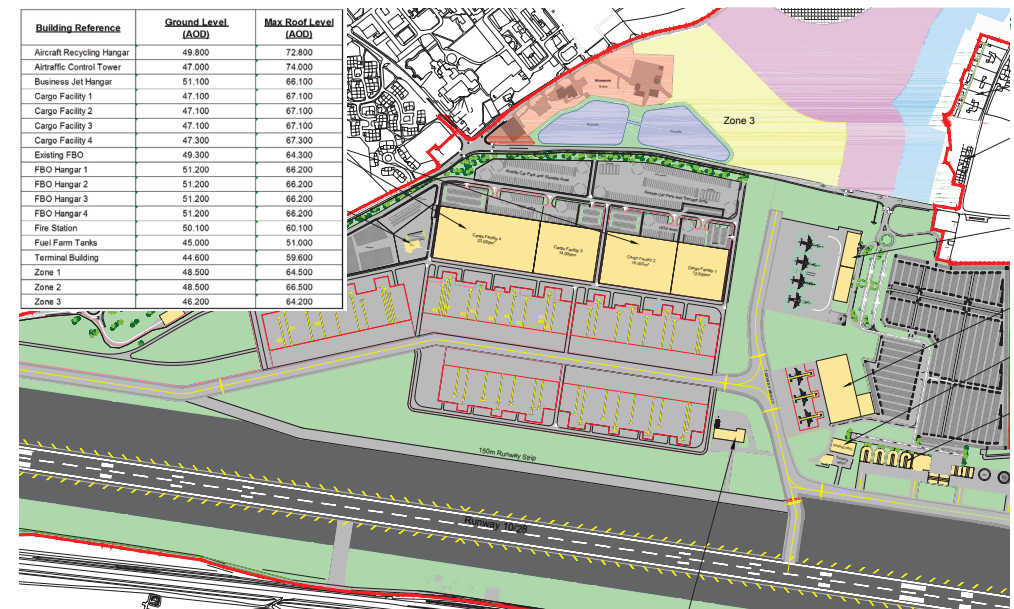 Building Reference Ground Level (AOD) Max Roof Level (AOD)
Aircraft Recycling Hangar 49.800 72.800
Airtraffic Control Tower 47.000 74.000
Business Jet Hangar 51.100 66.100
Cargo Facility 1 47.100 67.100
Cargo Facility 2 47.100 67.100
Cargo Facility 3 47.100 67.100
Cargo Facility 4 47.300 67.300
Existing FBO 49.300 64.300
FBO Hangar 1 51.200 66.200
FBO Hangar 2 51.200 66.200
FBO Hangar 3 51.200 66.200
FBO Hangar 4 51.200 66.200
Fire Station 50.100 60.100
Fuel Farm Tanks 45.000 51.000
Terminal Building 44.600 59.600
Zone 1 48.500 64.500
Zone 2 48.500 66.500
Zone 3 46.200 64.200
Museum
Area
Ponds
Ponds
Zone 3
Cargo Facility 4
Cargo Facility 3
Cargo Facility 2
Cargo Facility 1
150m Runway Strip
Runway 10/28